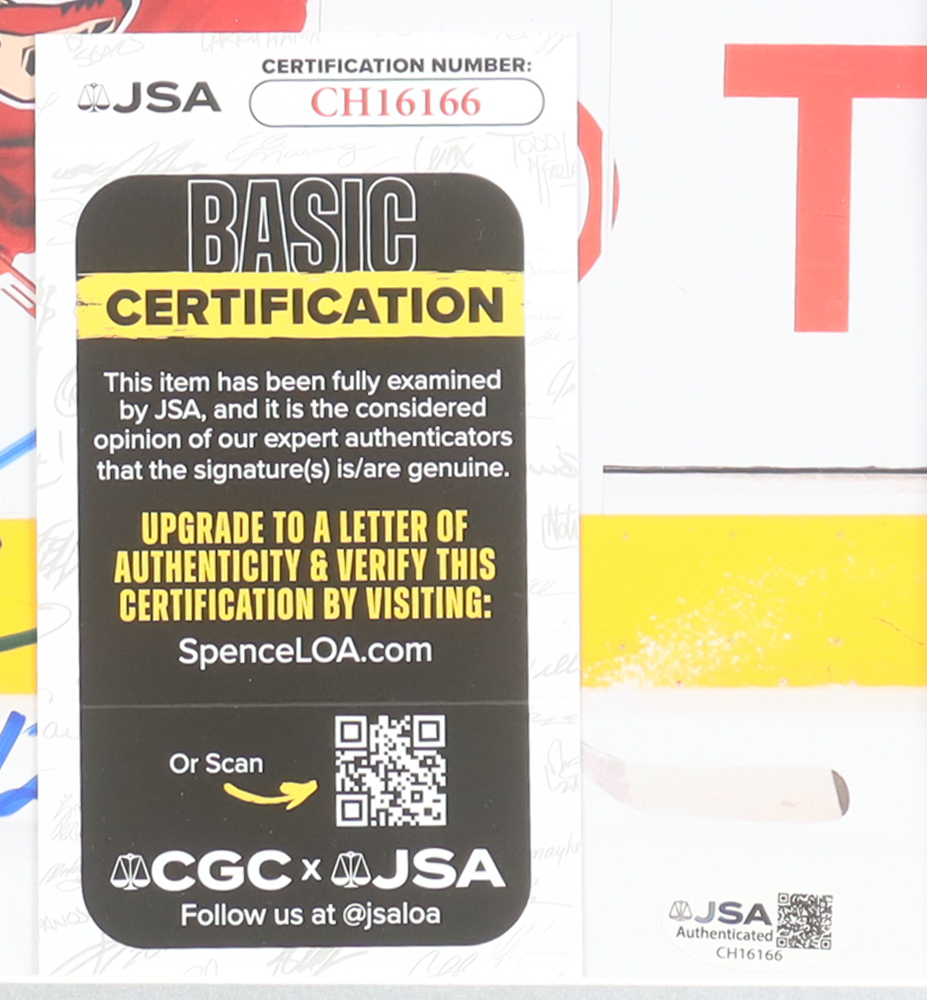 CERTIFICATION NUMBER:
JSA
CH16166
BASIC
CERTIFICATION
This item has been fully examined
by JSA, and it is the considered
opinion of our expert authenticators
that the signature(s) is/are genuine.
UPGRADE TO A LETTER OF
AUTHENTICITY & VERIFY THIS
CERTIFICATION BY VISITING:
SpenceLOA.com
Or Scan
CGC x JSA
Follow us at @jsaloa
T
JSA
Authenticated
CH16166